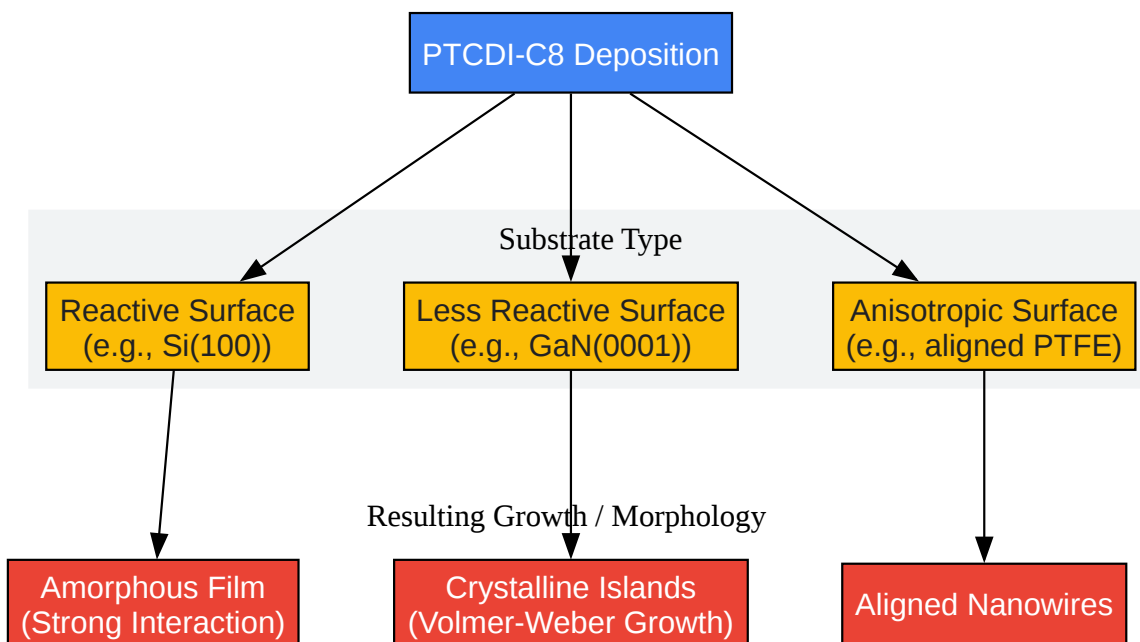 PTCDI-C8 Deposition
Substrate Type
Reactive Surface
(e.g., Si(100))
Less Reactive Surface
(e.g., GaN(0001))
Anisotropic Surface
(e.g., aligned PTFE)
Resulting Growth / Morphology
Amorphous Film
(Strong Interaction)
Crystalline Islands
(Volmer-Weber Growth)
Aligned Nanowires